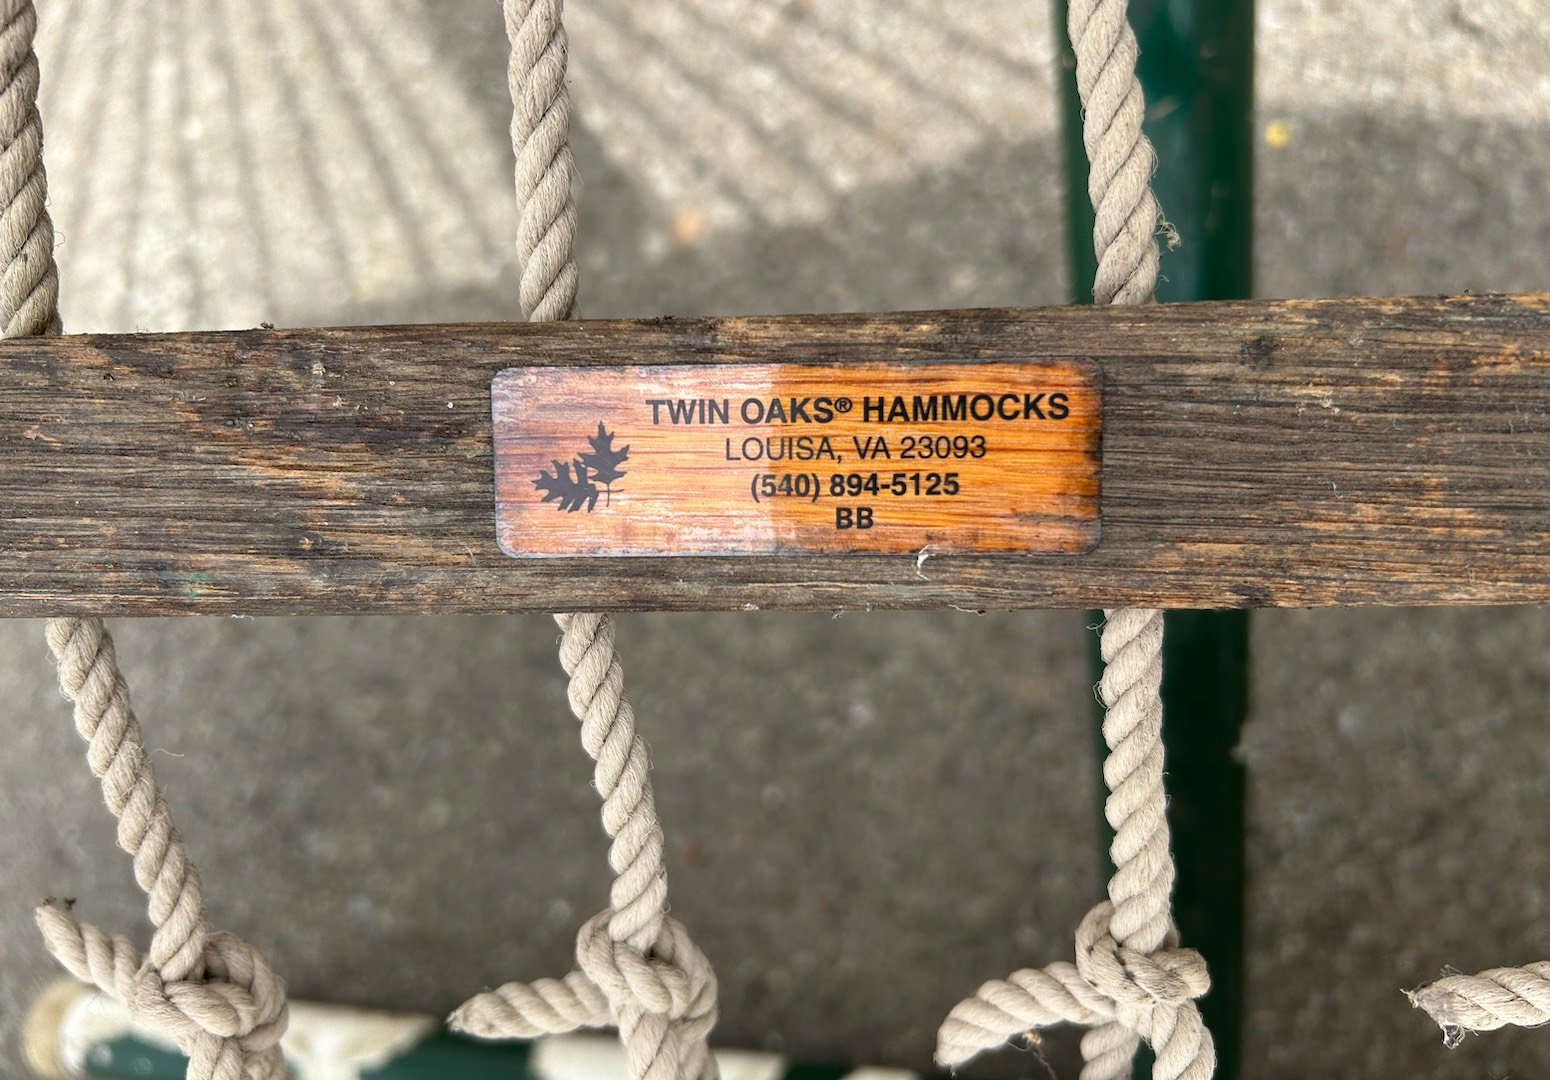 TWIN OAKS® HAMMOCKS
LOUISA, VA 23093
(540) 894-5125
BB